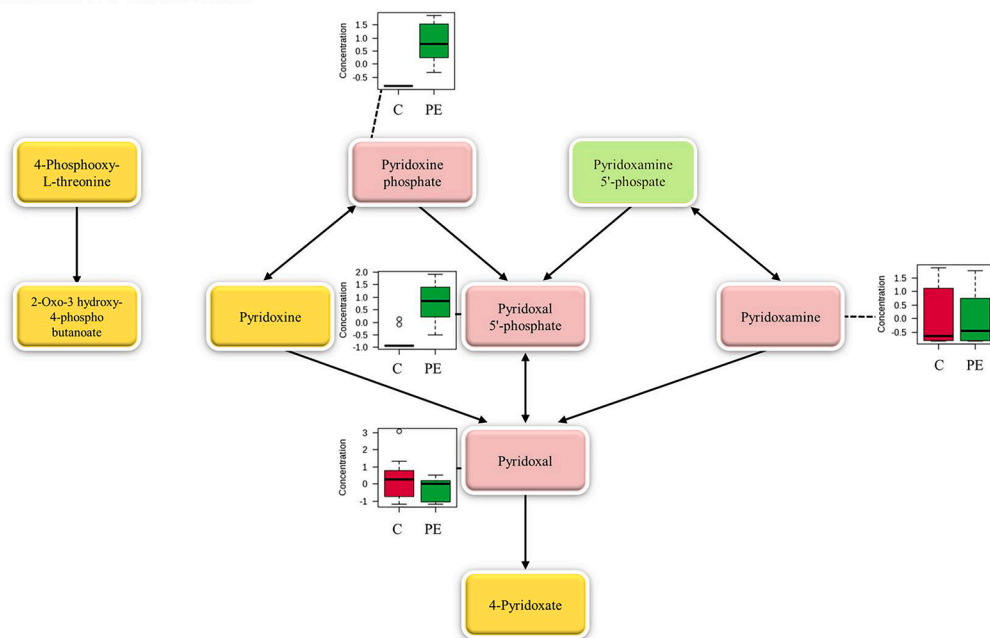 1.5
1.0
0.5
0.0
-0.5
Concentration
C
PE
4-Phosphooxy-
L-threonine
Pyridoxine
phosphate
Pyridoxamine
5'-phospate
2-Oxo-3 hydroxy-
4-phospho
butanoate
Pyridoxine
2.0
1.5
1.0
0.5
0.0
-0.5
-1.0
Concentration
C
PE
Pyridoxal
5'-phosphate
Pyridoxamine
1.5
1.0
0.5
0.0
-0.5
Concentration
C
PE
3
2
1
0
-1
Concentration
C
PE
Pyridoxal
4-Pyridoxate